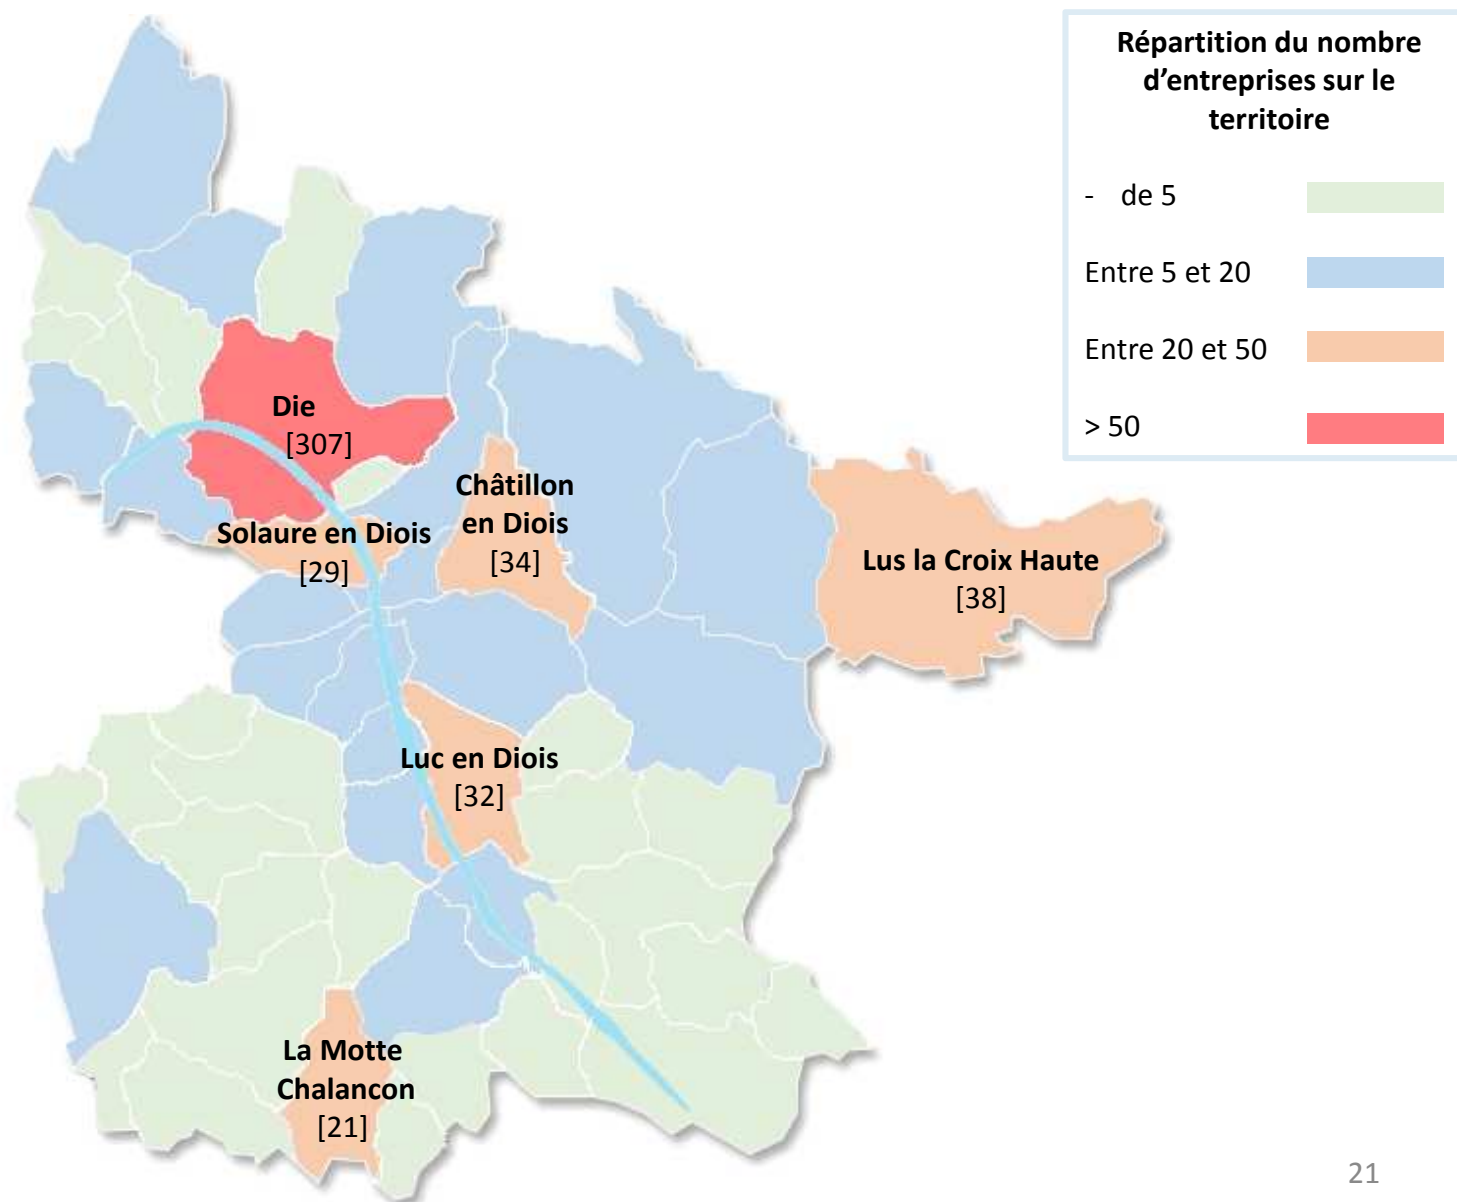 Répartition du nombre
d’entreprises sur le
territoire
- de 5
Entre 5 et 20
Entre 20 et 50
> 50
Die
[307]
Châtillon
en Diois
[34]
Solaure en Diois
[29]
Lus la Croix Haute
[38]
Luc en Diois
[32]
La Motte
Chalancon
[21]
21